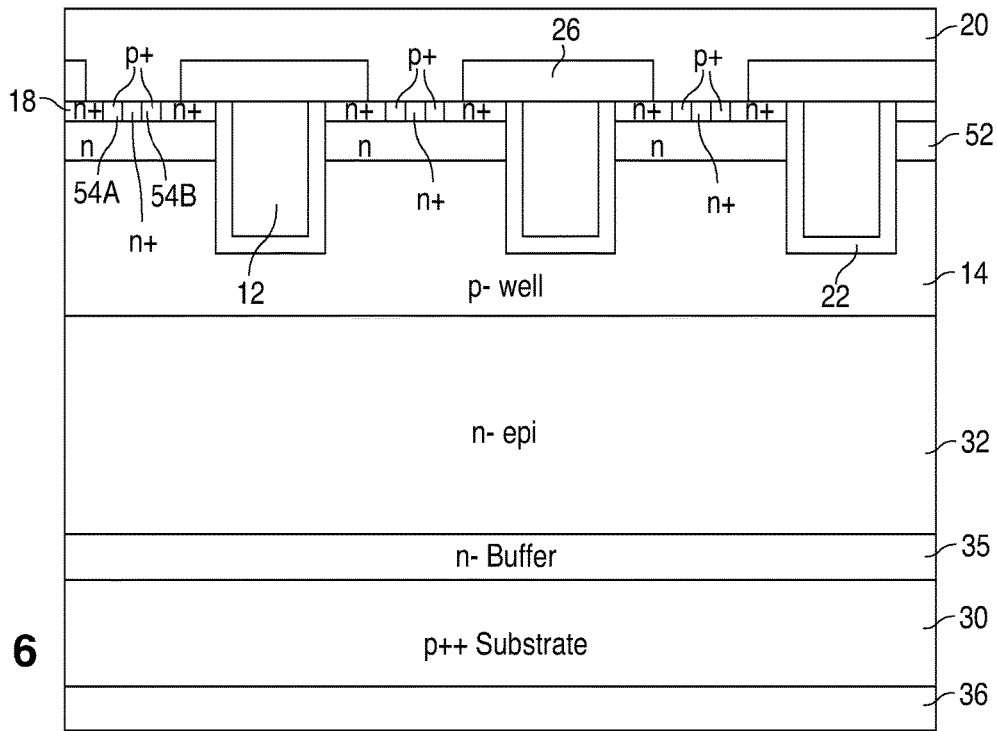 20
26
p+ p+ p+
18 n+ n+ n+ n+ n+ n+
n n n 52
54A 54B n+ n+
n+
12 p- well 22 14
n- epi 32
n- Buffer 35
6 p++ Substrate 30
36